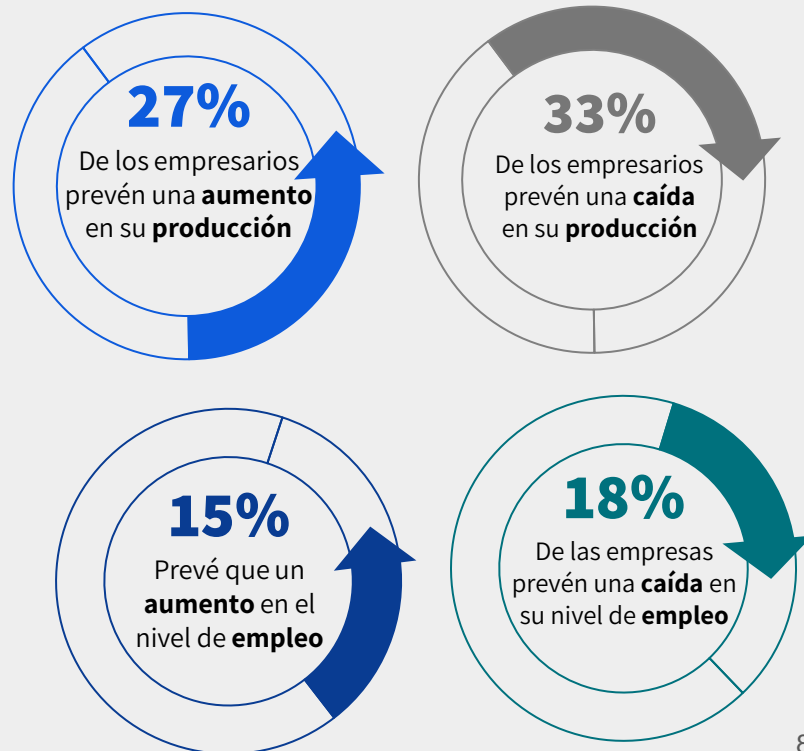 27%
De los empresarios
prevén una aumento
en su producción
33%
De los empresarios
prevén una caída
en su producción
15%
Prevé que un
aumento en el
nivel de empleo
18%
De las empresas
prevén una caída en
su nivel de empleo
8